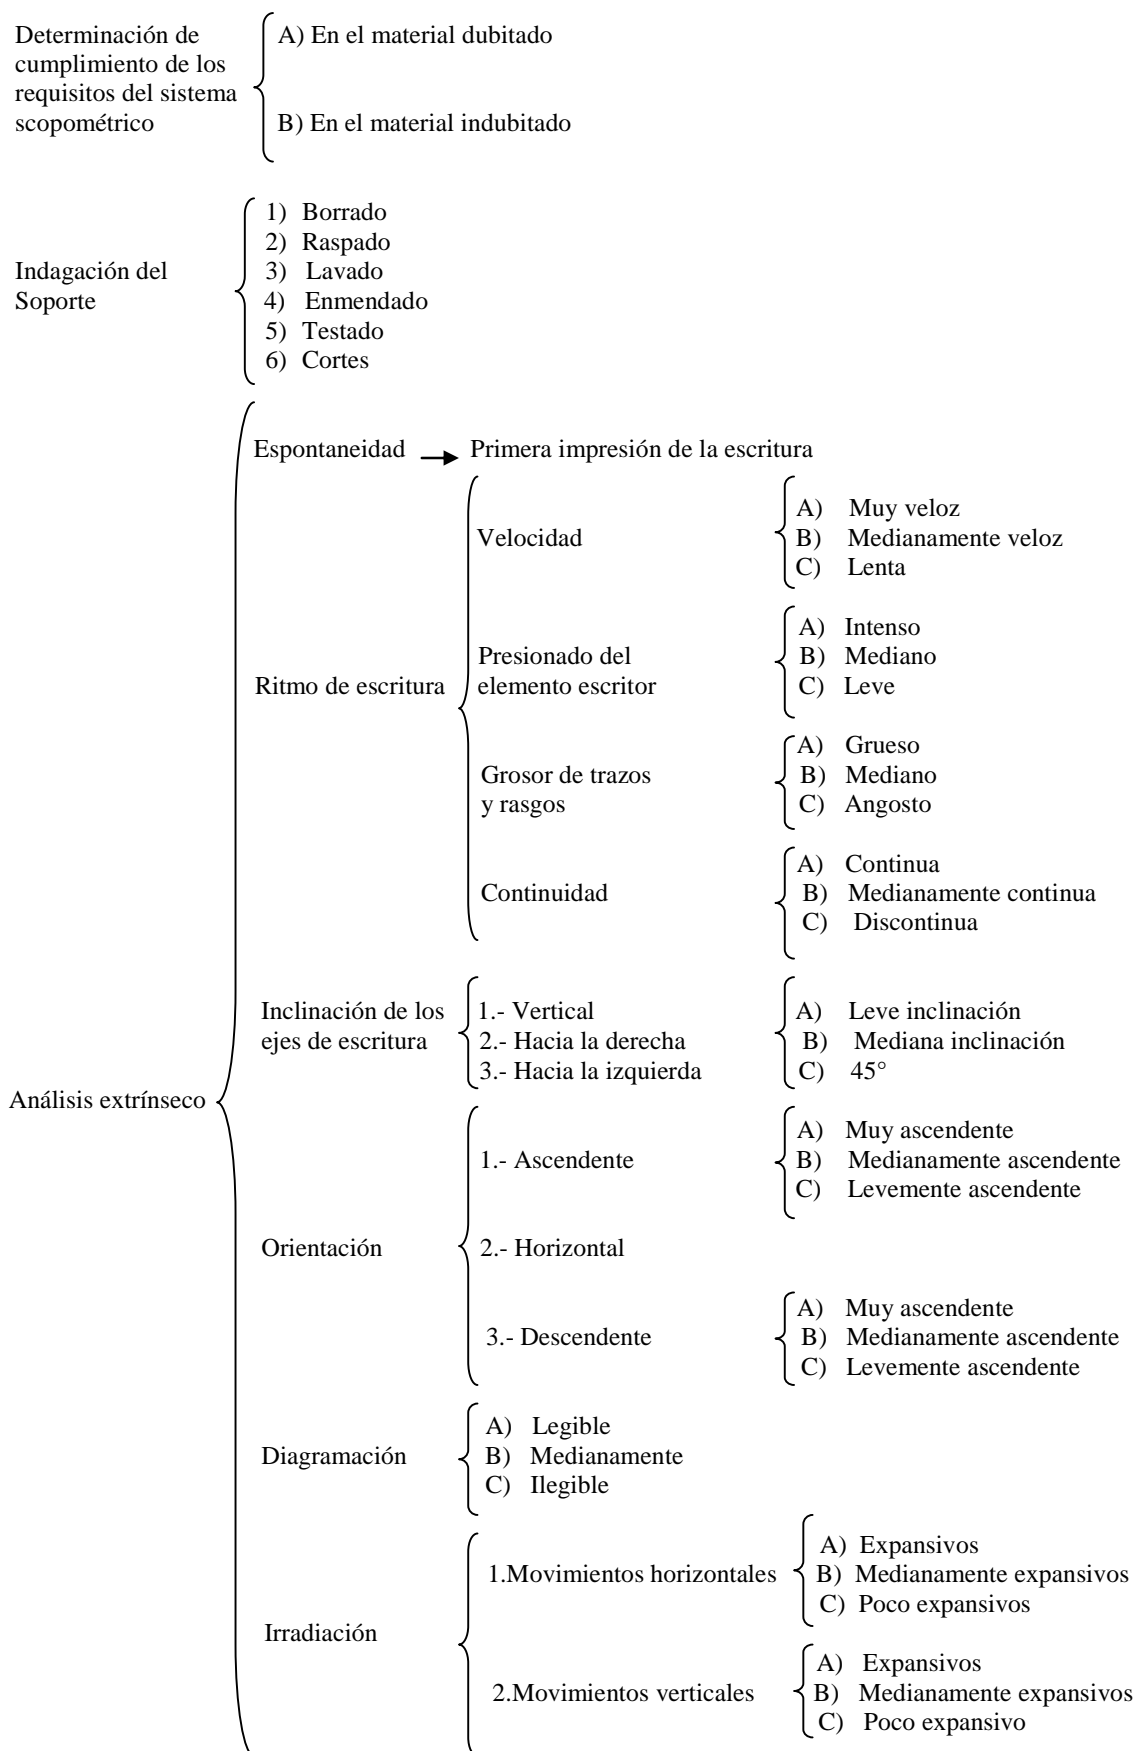 Determinación de
cumplimiento de los
requisitos del sistema
scopométrico
A) En el material dubitado
B) En el material indubitado
Indagación del
Soporte
1) Borrado
2) Raspado
3) Lavado
4) Enmendado
5) Testado
6) Cortes
Análisis extrínseco
Espontaneidad
Primera impresión de la escritura
Ritmo de escritura
Velocidad
A) Muy veloz
B) Medianamente veloz
C) Lenta
Presionado del
elemento escritor
A) Intenso
B) Mediano
C) Leve
Grosor de trazos
y rasgos
A) Grueso
B) Mediano
C) Angosto
Continuidad
A) Continua
B) Medianamente continua
C) Discontinua
Inclinación de los
ejes de escritura
1.- Vertical
2.- Hacia la derecha
3.- Hacia la izquierda
A) Leve inclinación
B) Mediana inclinación
C) 45°
Orientación
1.- Ascendente
A) Muy ascendente
B) Medianamente ascendente
C) Levemente ascendente
2.- Horizontal
3.- Descendente
A) Muy ascendente
B) Medianamente ascendente
C) Levemente ascendente
Diagramación
A) Legible
B) Medianamente
C) Ilegible
Irradiación
1.Movimientos horizontales
A) Expansivos
B) Medianamente expansivos
C) Poco expansivos
2.Movimientos verticales
A) Expansivos
B) Medianamente expansivos
C) Poco expansivo